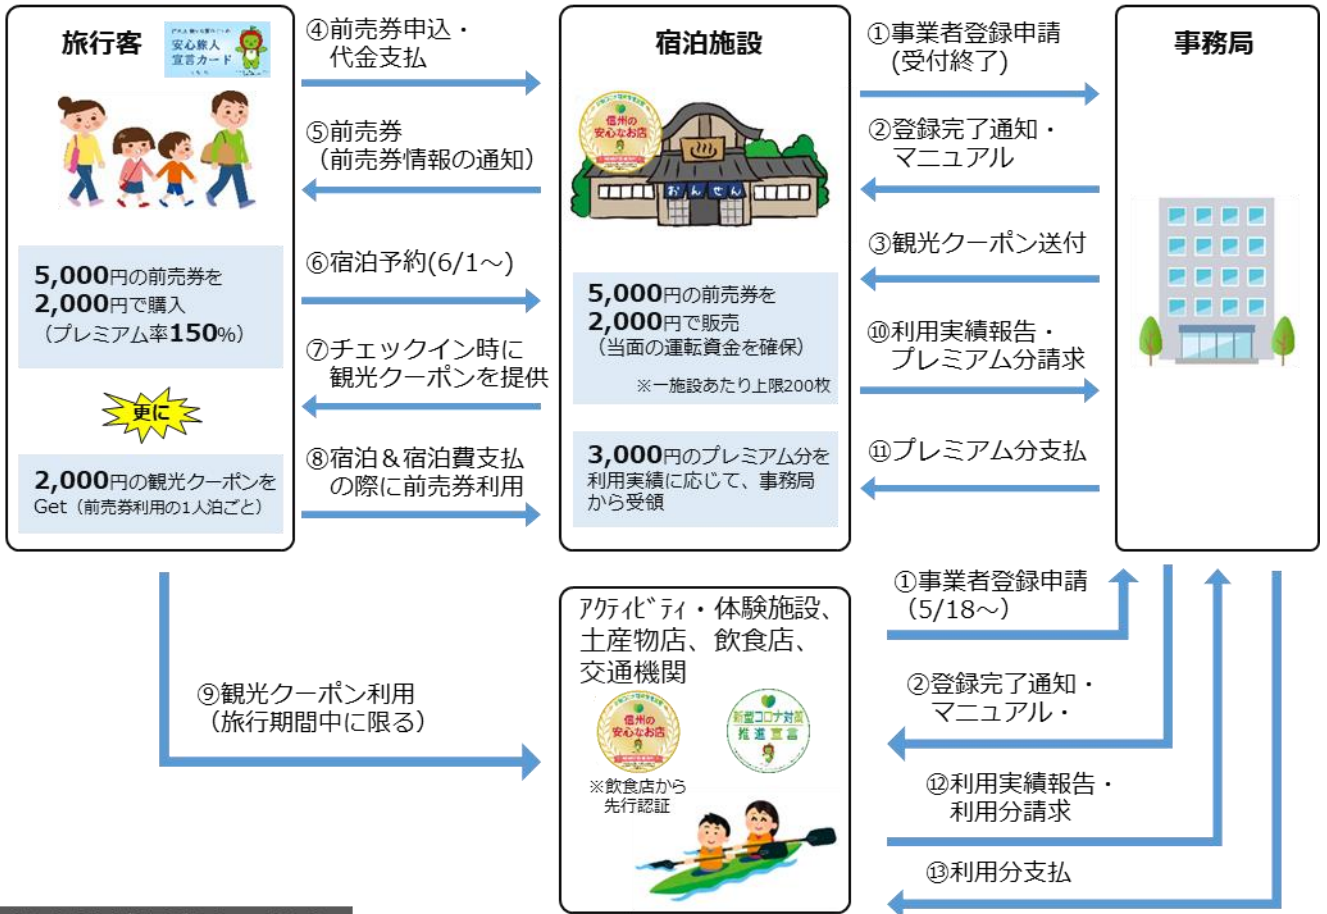 旅行客
安心旅人
宣言カード
5,000円の前売券を
2,000円で購入
（プレミアム率150%）
更に
2,000円の観光クーポンを
Get（前売券利用の1人泊ごと）
④前売券申込・
代金支払
⑤前売券
（前売券情報の通知）
⑥宿泊予約(6/1～)
⑦チェックイン時に
観光クーポンを提供
⑧宿泊＆宿泊費支払
の際に前売券利用
宿泊施設
信州の
安心なお店
おんせん
5,000円の前売券を
2,000円で販売
（当面の運転資金を確保）
※一施設あたり上限200枚
3,000円のプレミアム分を
利用実績に応じて、事務局
から受領
①事業者登録申請
(受付終了)
②登録完了通知・
マニュアル
③観光クーポン送付
⑩利用実績報告・
プレミアム分請求
⑪プレミアム分支払
事務局
⑨観光クーポン利用
（旅行期間中に限る）
ｱｸﾃｨﾋﾞﾃｨ・体験施設、
土産物店、飲食店、
交通機関
信州の
安心なお店
新型コロナ対策
推進宣言
※飲食店から
先行認証
①事業者登録申請
（5/18～）
②登録完了通知・
マニュアル・
⑫利用実績報告・
利用分請求
⑬利用分支払